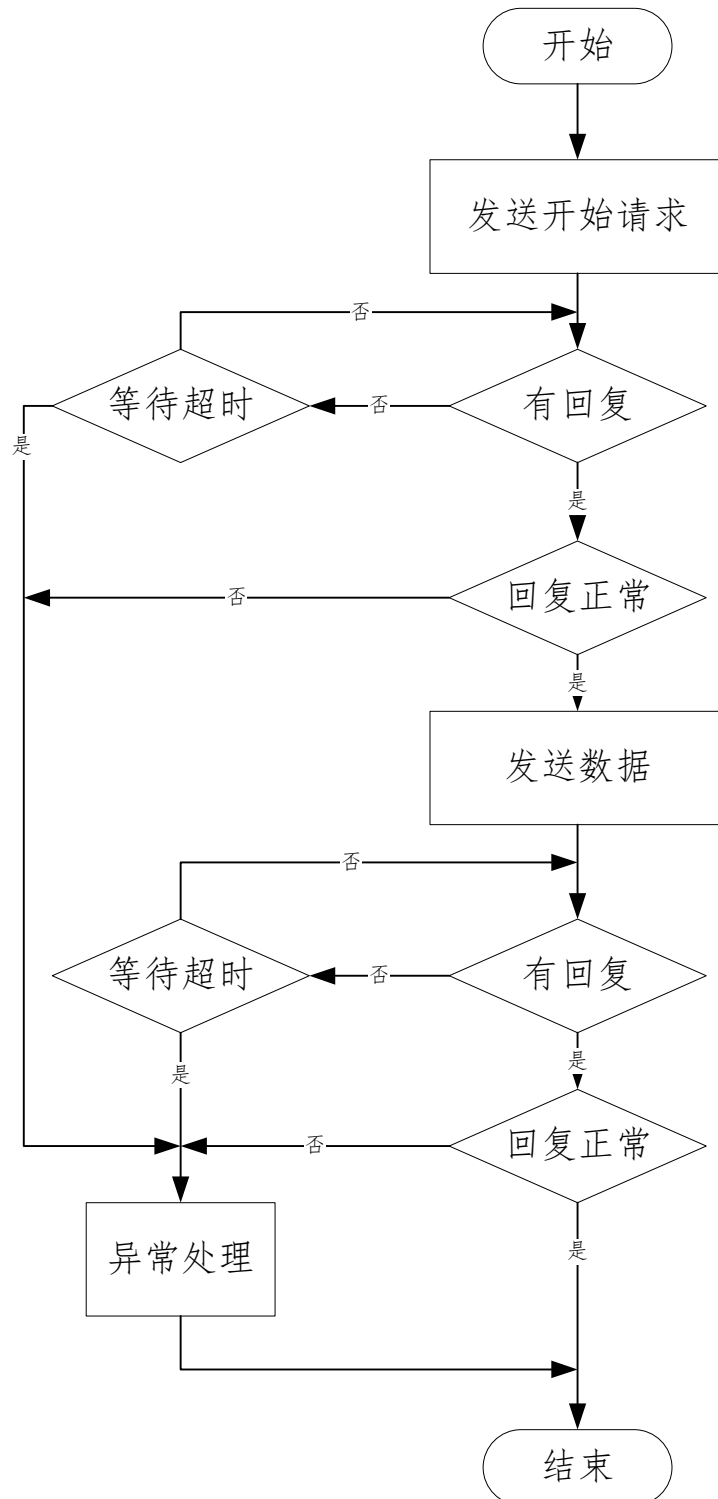 开始
发送开始请求
否
等待超时
否
有回复
是
是
否
回复正常
是
发送数据
否
等待超时
否
有回复
是
是
否
回复正常
异常处理
是
结束